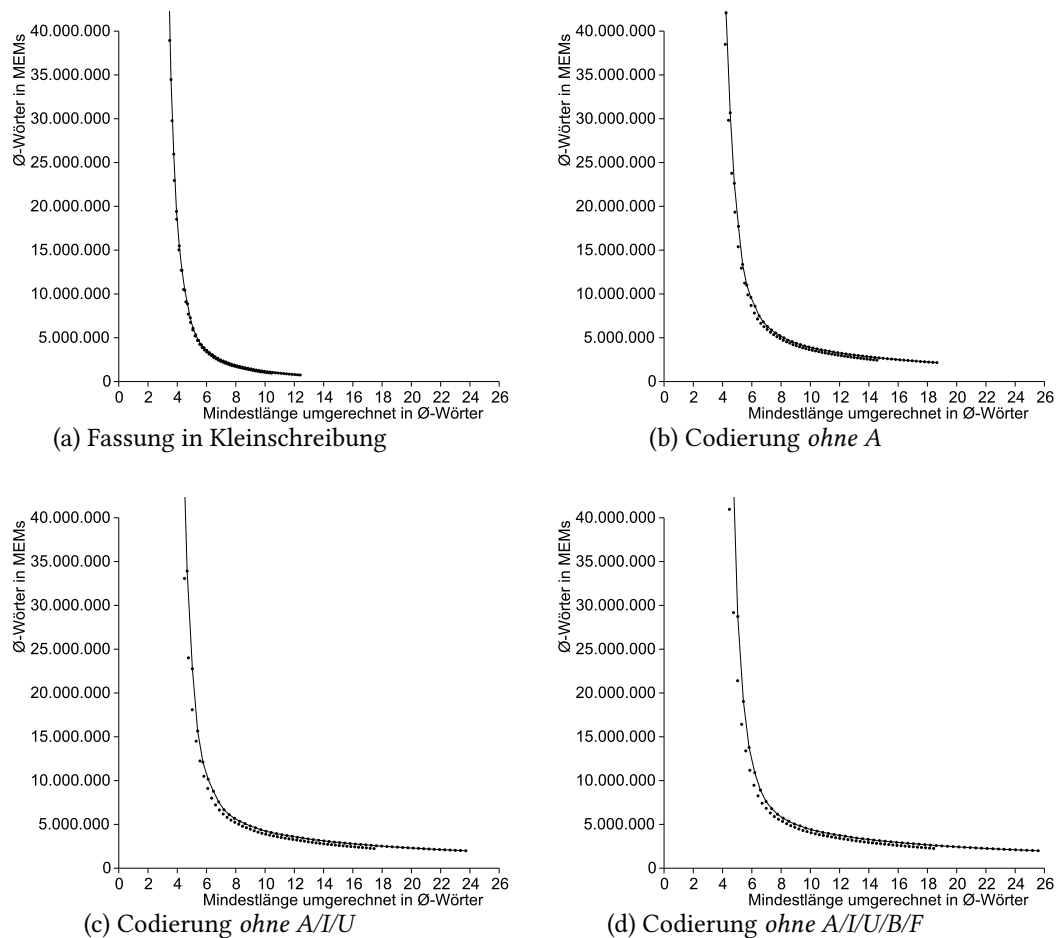 Ø-Wörter in MEMs
40.000.000
35.000.000
30.000.000
25.000.000
20.000.000
15.000.000
10.000.000
5.000.000
0
0 2 4 6 8 10 12 14 16 18 20 22 24 26
Mindestlänge umgerechnet in Ø-Wörter
(a) Fassung in Kleinschreibung
Ø-Wörter in MEMs
40.000.000
35.000.000
30.000.000
25.000.000
20.000.000
15.000.000
10.000.000
5.000.000
0
0 2 4 6 8 10 12 14 16 18 20 22 24 26
Mindestlänge umgerechnet in Ø-Wörter
(b) Codierung ohne A
Ø-Wörter in MEMs
40.000.000
35.000.000
30.000.000
25.000.000
20.000.000
15.000.000
10.000.000
5.000.000
0
0 2 4 6 8 10 12 14 16 18 20 22 24 26
Mindestlänge umgerechnet in Ø-Wörter
(c) Codierung ohne A/I/U
Ø-Wörter in MEMs
40.000.000
35.000.000
30.000.000
25.000.000
20.000.000
15.000.000
10.000.000
5.000.000
0
0 2 4 6 8 10 12 14 16 18 20 22 24 26
Mindestlänge umgerechnet in Ø-Wörter
(d) Codierung ohne A/I/U/B/F